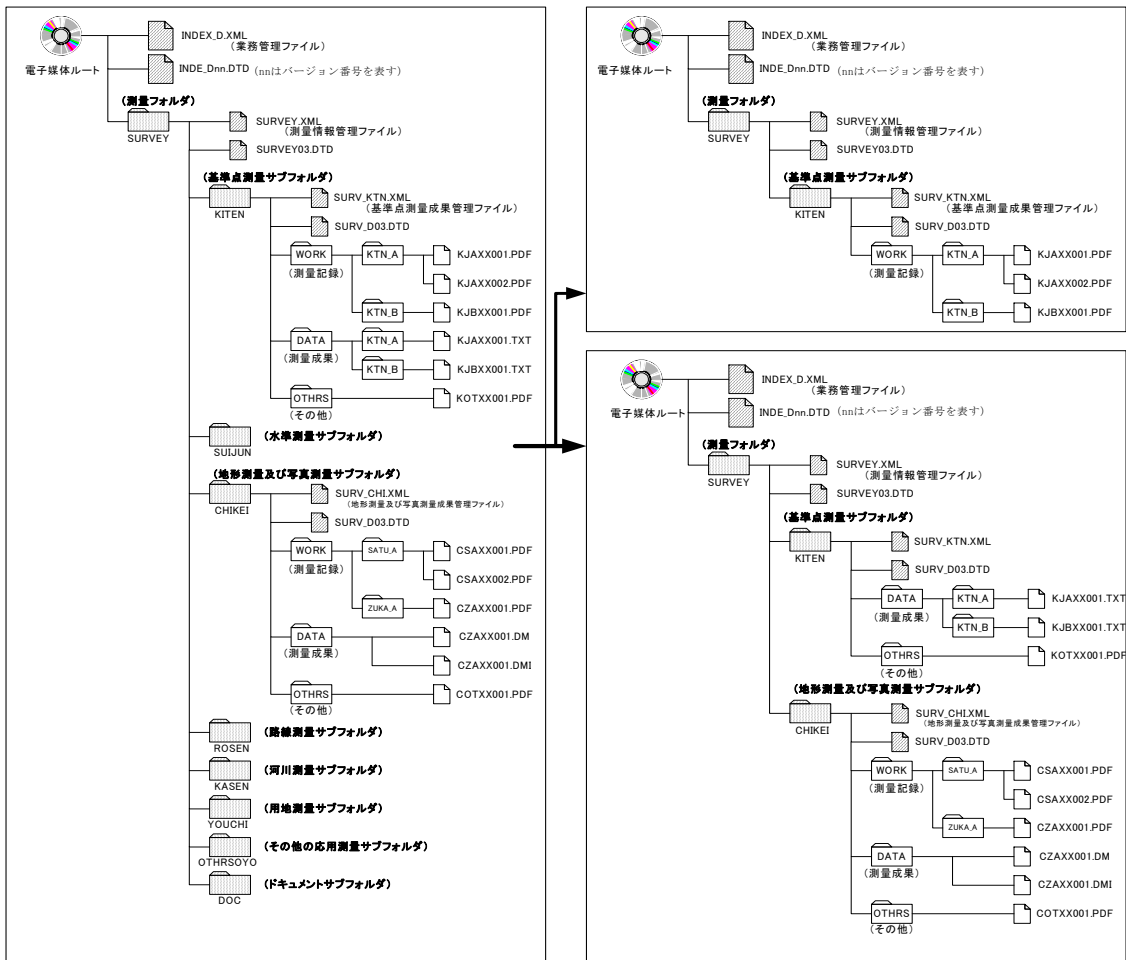 INDEX_D.XML
(業務管理ファイル)
電子媒体ルート
INDE_Dnn.DTD (nnはバージョン番号を表す)
(測量フォルダ)
SURVEY
SURVEY.XML
(測量情報管理ファイル)
SURVEY03.DTD
(基準点測量サブフォルダ)
KITEN
SURV_KTN.XML
(基準点測量成果管理ファイル)
SURV_D03.DTD
WORK
(測量記録)
KTN_A
KJAXX001.PDF
KJAXX002.PDF
KTN_B
KJBXX001.PDF
DATA
(測量成果)
KTN_A
KJAXX001.TXT
KTN_B
KJBXX001.TXT
OTHRS
(その他)
KOTXX001.PDF
SUIJUN
(水準測量サブフォルダ)
(地形測量及び写真測量サブフォルダ)
CHIKEI
SURV_CHI.XML
(地形測量及び写真測量成果管理ファイル)
SURV_D03.DTD
WORK
(測量記録)
SATU_A
CSAXX001.PDF
CSAXX002.PDF
ZUKA_A
CZAXX001.PDF
DATA
(測量成果)
CZAXX001.DM
CZAXX001.DMI
OTHRS
(その他)
COTXX001.PDF
ROSEN
(路線測量サブフォルダ)
KASEN
(河川測量サブフォルダ)
YOUCHI
(用地測量サブフォルダ)
OTHRSOYO
(その他の応用測量サブフォルダ)
DOC
(ドキュメントサブフォルダ)
INDEX_D.XML
(業務管理ファイル)
電子媒体ルート
INDE_Dnn.DTD (nnはバージョン番号を表す)
(測量フォルダ)
SURVEY
SURVEY.XML
(測量情報管理ファイル)
SURVEY03.DTD
(基準点測量サブフォルダ)
KITEN
SURV_KTN.XML
(基準点測量成果管理ファイル)
SURV_D03.DTD
WORK
(測量記録)
KTN_A
KJAXX001.PDF
KJAXX002.PDF
KTN_B
KJBXX001.PDF
INDEX_D.XML
(業務管理ファイル)
電子媒体ルート
INDE_Dnn.DTD (nnはバージョン番号を表す)
(測量フォルダ)
SURVEY
SURVEY.XML
(測量情報管理ファイル)
SURVEY03.DTD
(基準点測量サブフォルダ)
KITEN
SURV_KTN.XML
SURV_D03.DTD
DATA
(測量成果)
KTN_A
KJAXX001.TXT
KTN_B
KJBXX001.TXT
OTHRS
(その他)
KOTXX001.PDF
(地形測量及び写真測量サブフォルダ)
CHIKEI
SURV_CHI.XML
(地形測量及び写真測量成果管理ファイル)
SURV_D03.DTD
WORK
(測量記録)
SATU_A
CSAXX001.PDF
CSAXX002.PDF
ZUKA_A
CZAXX001.PDF
DATA
(測量成果)
CZAXX001.DM
CZAXX001.DMI
OTHRS
(その他)
COTXX001.PDF